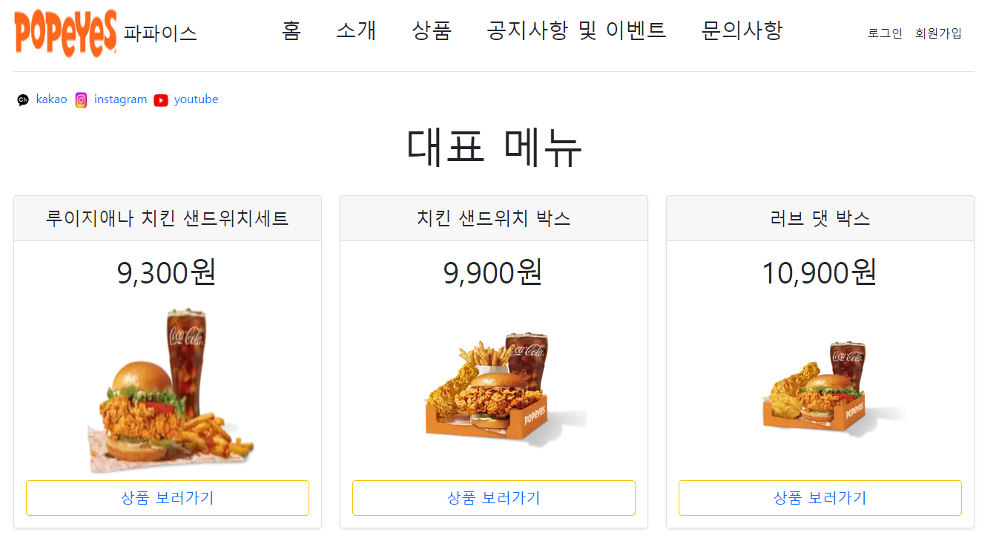 POPEYES 파파이스 홈 소개 상품 공지사항 및 이벤트 문의사항 로그인 회원가입
Ch kakao instagram youtube
대표 메뉴
루이지애나 치킨 샌드위치세트
9,300원
Coca-Cola
상품 보러가기
치킨 샌드위치 박스
9,900원
Coca-Cola
POPEYES
상품 보러가기
러브 댓 박스
10,900원
Coca-Cola
POPEYES
상품 보러가기